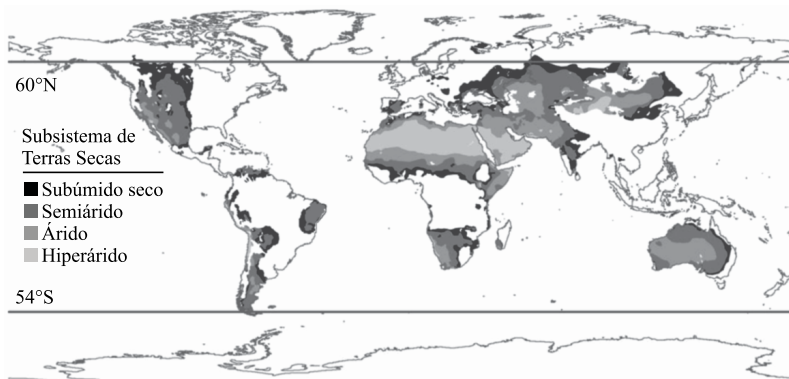 60°N
Subsistema de
Terras Secas
Subúmido seco
Semiárido
Árido
Hiperárido
54°S